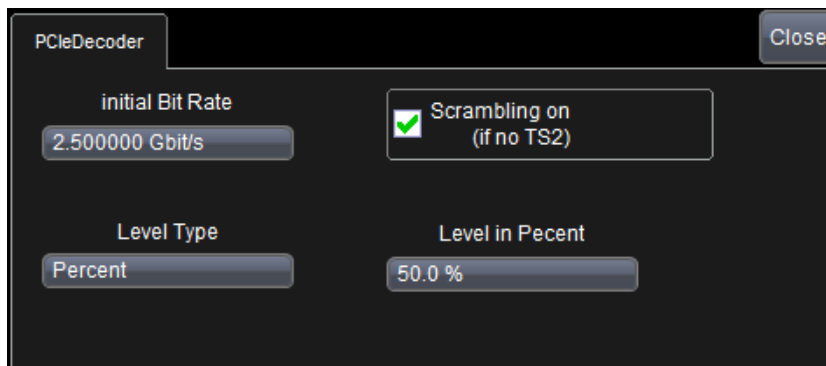 PCIeDecoder
Close
initial Bit Rate
2.500000 Gbit/s
Scrambling on
(if no TS2)
Level Type
Percent
Level in Pecent
50.0 %